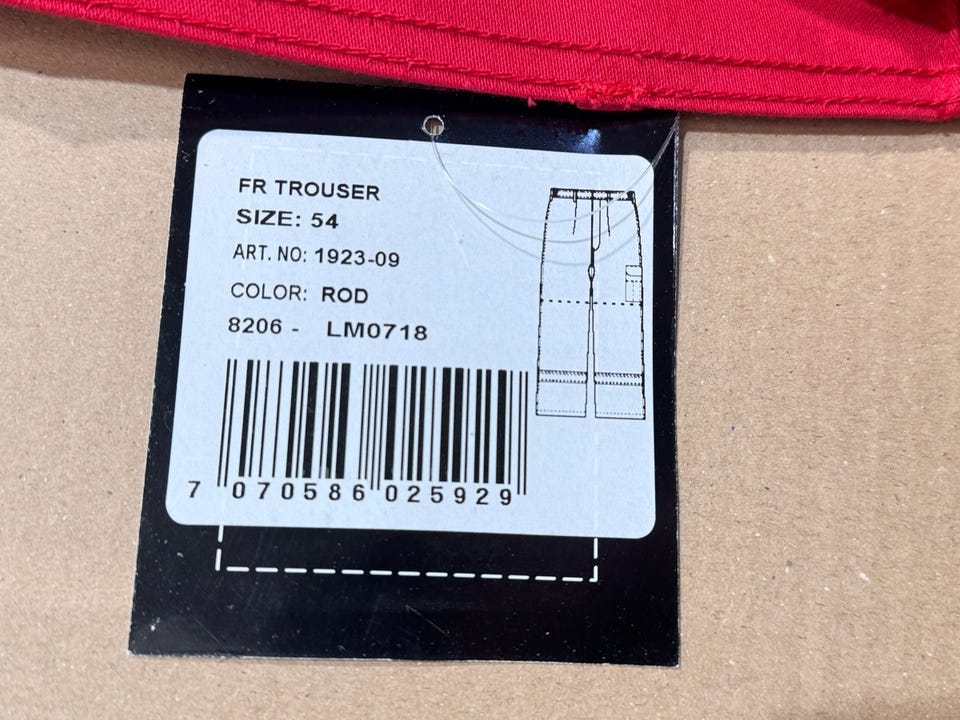 FR TROUSER
SIZE: 54
ART. NO: 1923-09
COLOR: ROD
8206 - LM0718
7 070586 025929